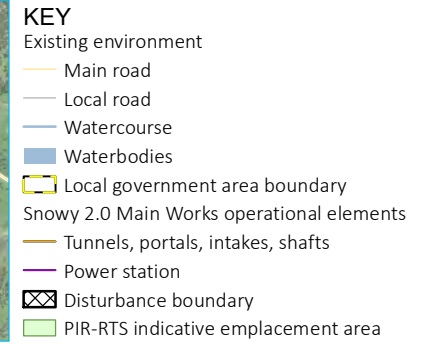 KEY
Existing environment
Main road
Local road
Watercourse
Waterbodies
Local government area boundary
Snowy 2.0 Main Works operational elements
Tunnels, portals, intakes, shafts
Power station
Disturbance boundary
PIR-RTS indicative emplacement area